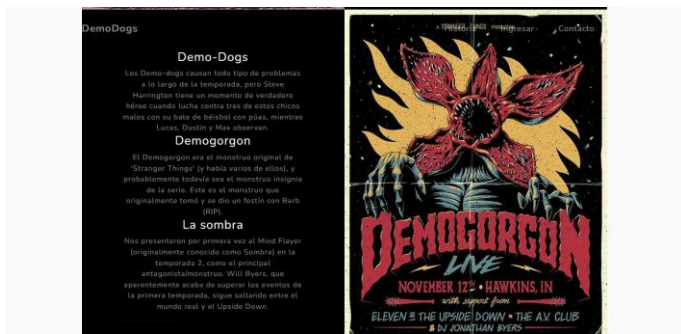 DemoDogs
Historia Ingresar Contacto
Demo-Dogs
Los Demo-dogs causan todo tipo de problemas
a lo largo de la temporada, pero Steve
Harrington tiene un momento de verdadero
héroe cuando lucha contra tres de estos chicos
malos con su bate de béisbol con púas, mientras
Lucas, Dustin y Max observan.
Demogorgon
El Demogorgon era el monstruo original de
'Stranger Things' (y había varios de ellos), y
probablemente todavía sea el monstruo insignia
de la serie. Este es el monstruo que
originalmente tomó y se dio un festín con Barb
(RIP).
La sombra
Nos presentaron por primera vez al Mind Flayer
(originalmente conocido como Sombra) en la
temporada 2, como el principal
antagonista/monstruo. Will Byers, que
aparentemente acaba de superar los eventos de
la primera temporada, sigue saltando entre el
mundo real y el Upside Down.
DEMOGORGON
LIVE
NOVEMBER 12th • HAWKINS, IN
with support from
ELEVEN & THE UPSIDE DOWN * THE A.V. CLUB
& DJ JONATHAN BYERS